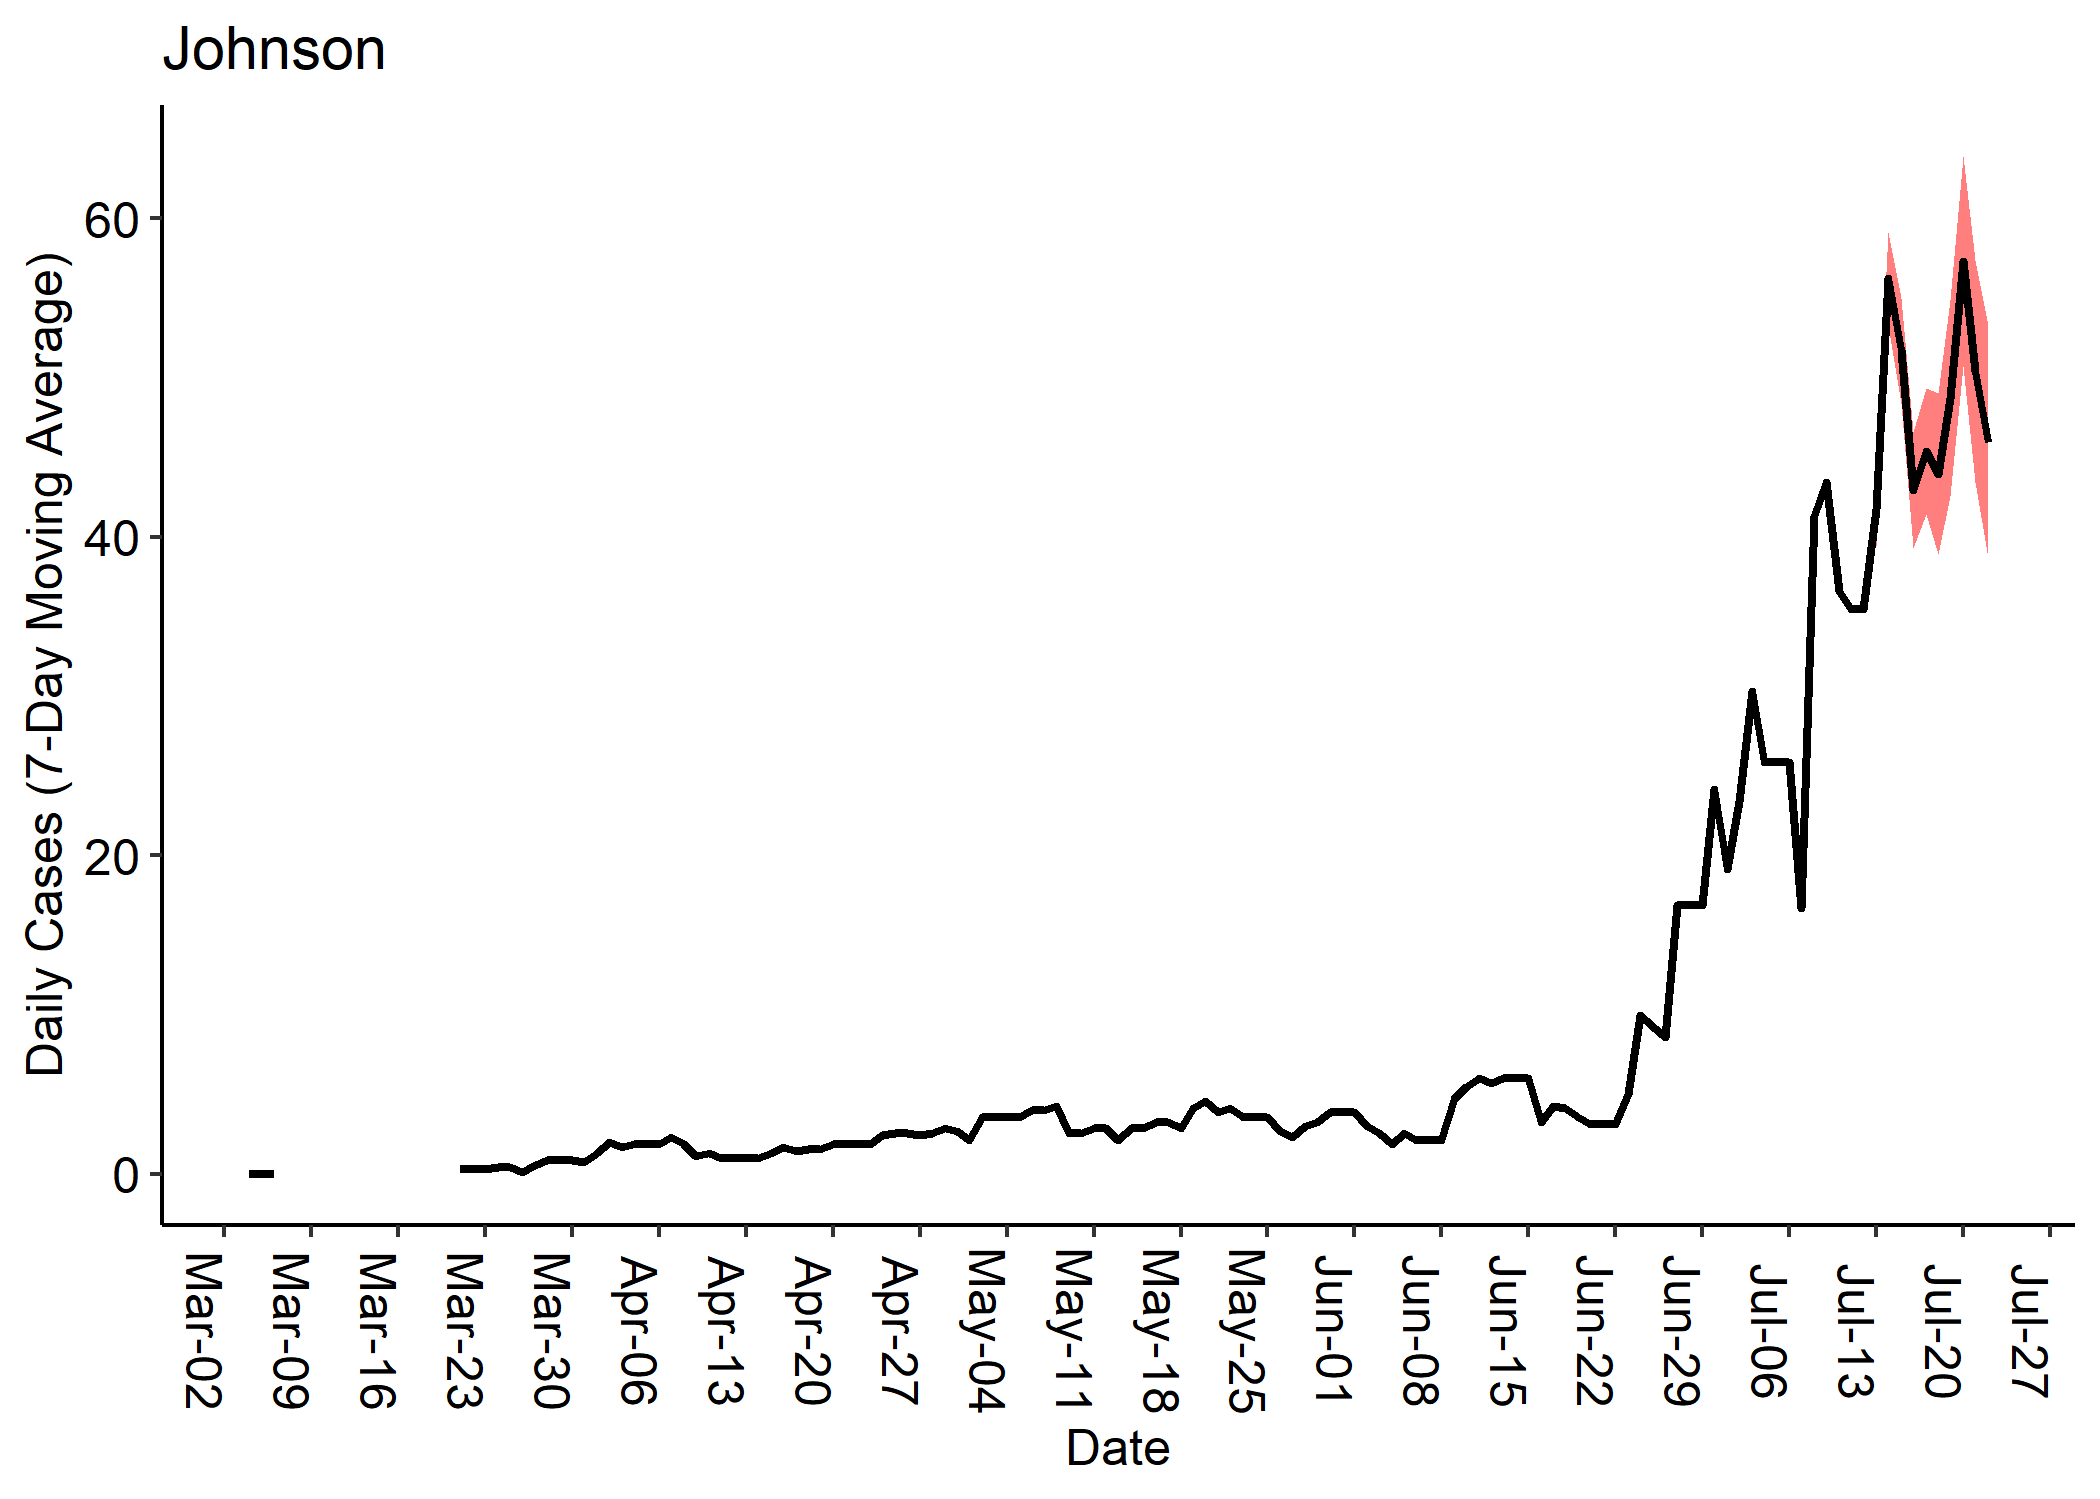 Johnson
Daily Cases (7-Day Moving Average)
60
40
20
0
Mar-02
Mar-09
Mar-16
Mar-23
Mar-30
Apr-06
Apr-13
Apr-20
Apr-27
May-04
May-11
May-18
May-25
Jun-01
Jun-08
Jun-15
Jun-22
Jun-29
Jul-06
Jul-13
Jul-20
Jul-27
Date